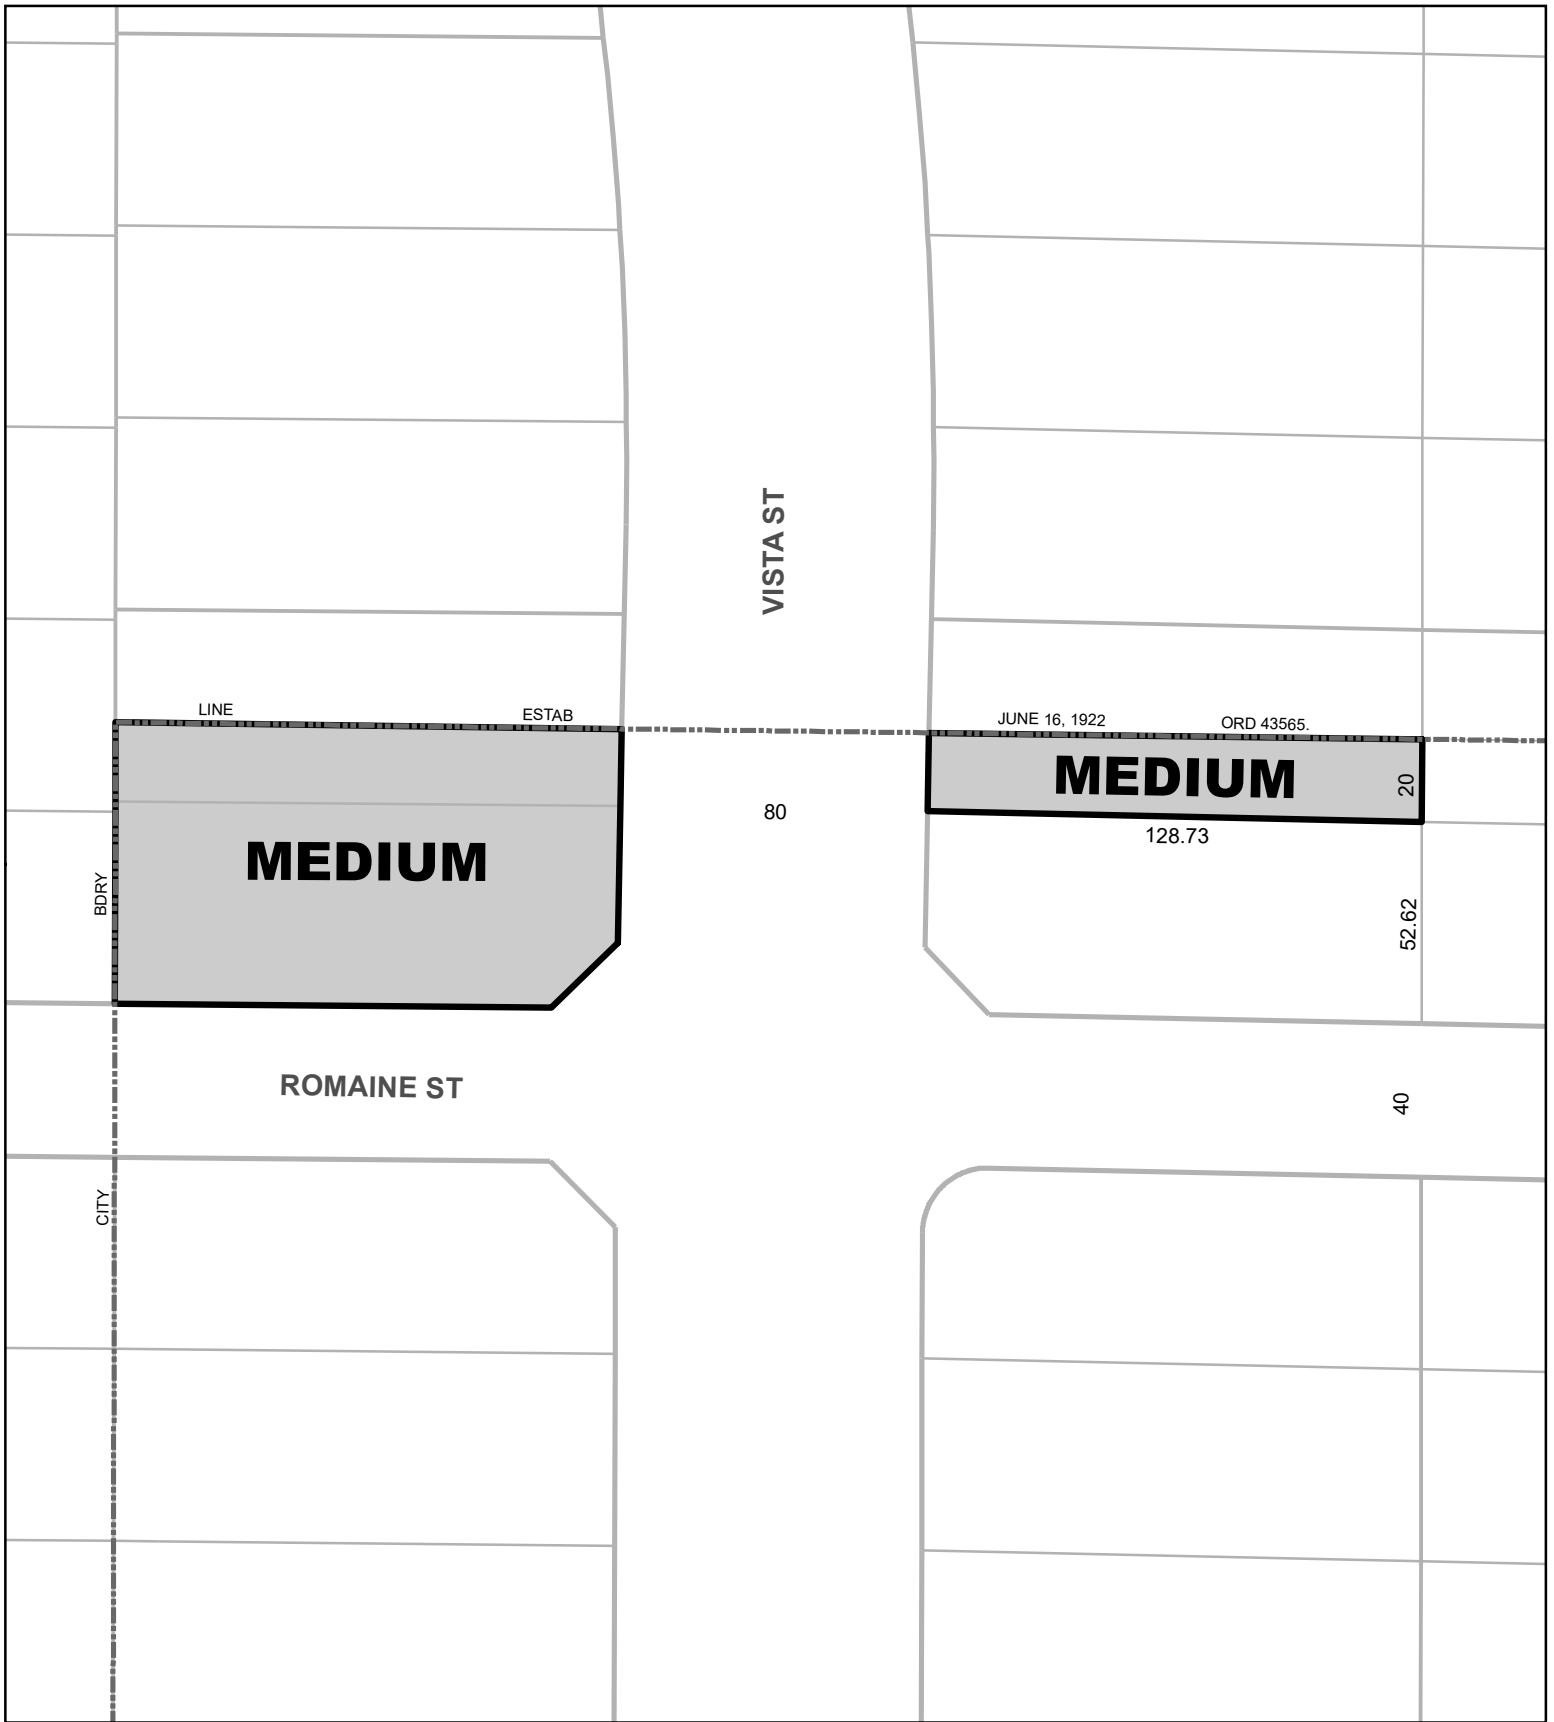 VISTA ST
LINE
ESTAB
JUNE 16, 1922
ORD 43565.
MEDIUM
20
80
128.73
MEDIUM
BDRY
52.62
ROMAINE ST
40
CITY